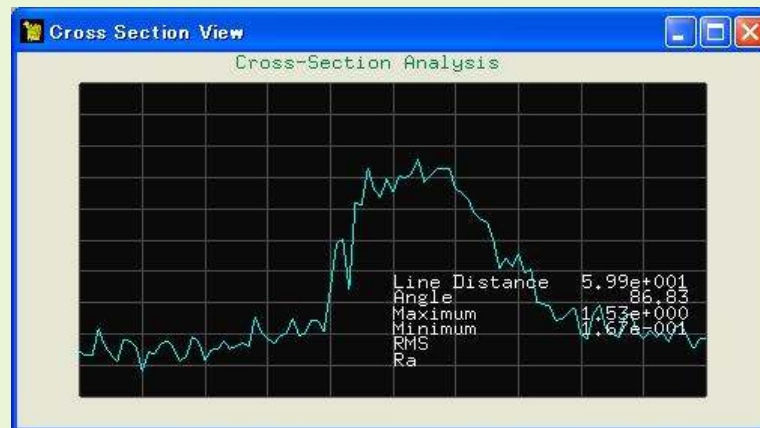 Cross Section View
Cross-Section Analysis
Line Distance 5.99e+001
Angle 86.83
Maximum 1.53e+000
Minimum 1.67e-001
RMS
Ra